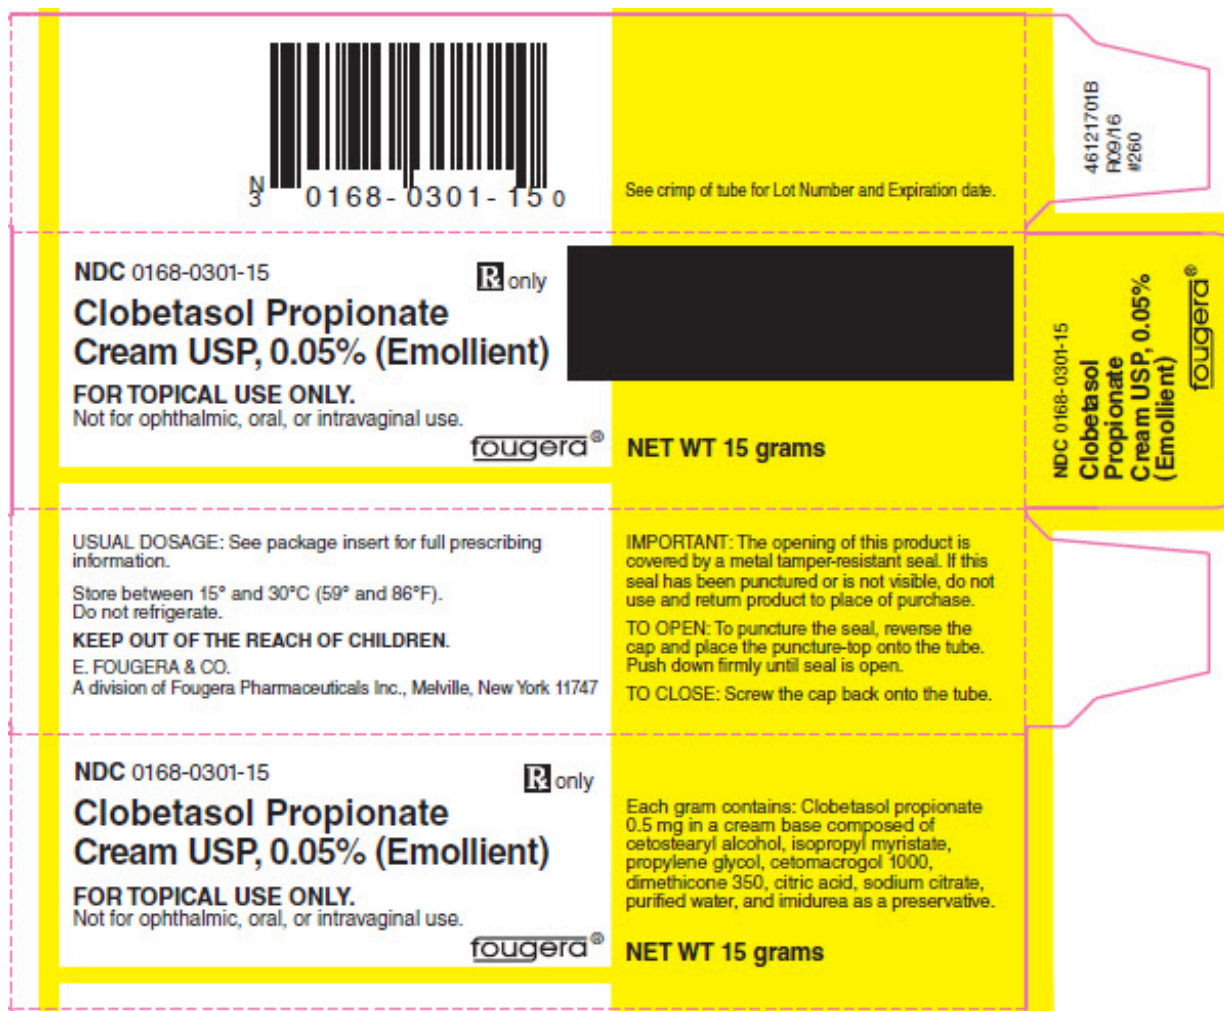 N
3
0168-0301-15 0
See crimp of tube for Lot Number and Expiration date.
46121701B
R09/16
#260
NDC 0168-0301-15
Rx only
Clobetasol Propionate
Cream USP, 0.05% (Emollient)
FOR TOPICAL USE ONLY.
Not for ophthalmic, oral, or intravaginal use.
fougera®
NET WT 15 grams
NDC 0168-0301-15
Clobetasol
Propionate
Cream USP, 0.05%
(Emollient)
fougera®
USUAL DOSAGE: See package insert for full prescribing
information.
Store between 15° and 30°C (59° and 86°F).
Do not refrigerate.
KEEP OUT OF THE REACH OF CHILDREN.
E. FOUGERA & CO.
A division of Fougera Pharmaceuticals Inc., Melville, New York 11747
IMPORTANT: The opening of this product is
covered by a metal tamper-resistant seal. If this
seal has been punctured or is not visible, do not
use and return product to place of purchase.
TO OPEN: To puncture the seal, reverse the
cap and place the puncture-top onto the tube.
Push down firmly until seal is open.
TO CLOSE: Screw the cap back onto the tube.
NDC 0168-0301-15
Rx only
Clobetasol Propionate
Cream USP, 0.05% (Emollient)
FOR TOPICAL USE ONLY.
Not for ophthalmic, oral, or intravaginal use.
fougera®
Each gram contains: Clobetasol propionate
0.5 mg in a cream base composed of
cetostearyl alcohol, isopropyl myristate,
propylene glycol, cetomacrogol 1000,
dimethicone 350, citric acid, sodium citrate,
purified water, and imidurea as a preservative.
NET WT 15 grams